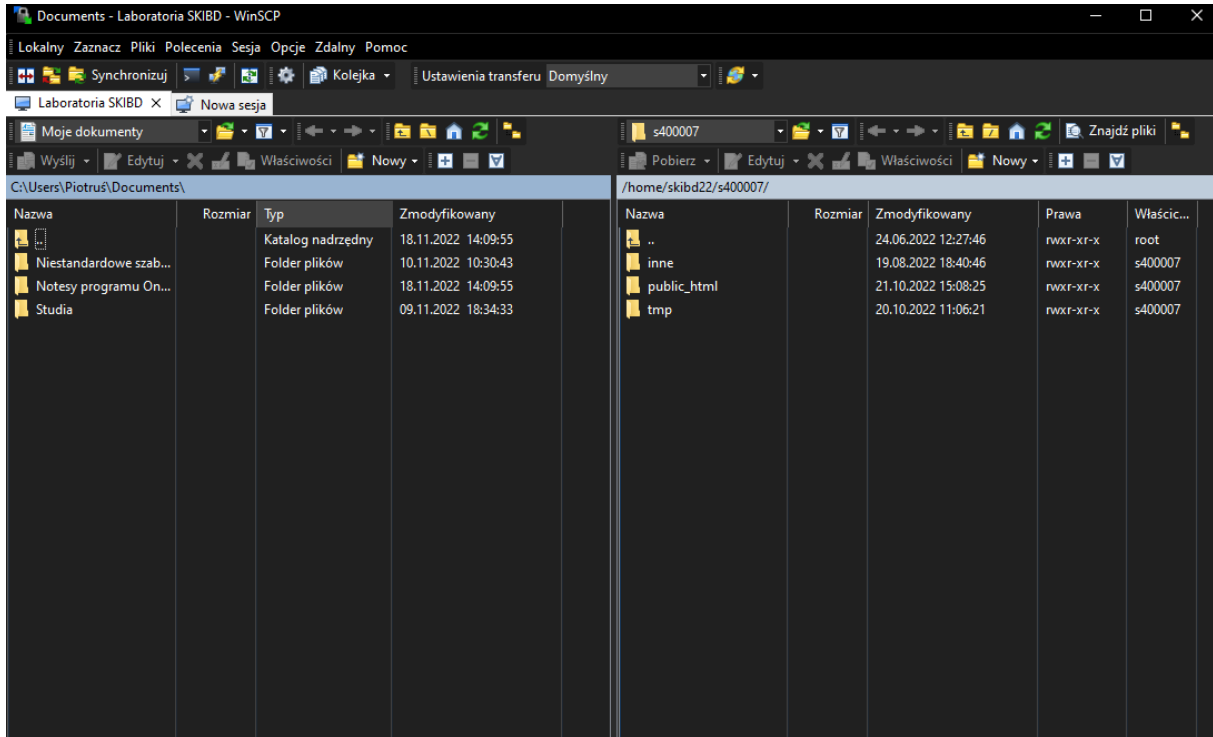 Documents - Laboratoria SKIBD - WinSCP
Lokalny Zaznacz Pliki Polecenia Sesja Opcje Zdalny Pomoc
Synchronizuj Kolejka Ustawienia transferu Domyślny
Laboratoria SKIBD Nowa sesja
Moje dokumenty s400007 Znajdź pliki
Wyślij Edytuj Właściwości Nowy Pobierz Edytuj Właściwości Nowy
C:\Users\Piotruś\Documents\ /home/skibd22/s400007/
Nazwa Rozmiar Typ Zmodyfikowany Nazwa Rozmiar Zmodyfikowany Prawa Właścic...
.. Katalog nadrzędny 18.11.2022 14:09:55 .. 24.06.2022 12:27:46 rwxr-xr-x root
Niestandardowe szab... Folder plików 10.11.2022 10:30:43 inne 19.08.2022 18:40:46 rwxr-xr-x s400007
Notesy programu On... Folder plików 18.11.2022 14:09:55 public_html 21.10.2022 15:08:25 rwxr-xr-x s400007
Studia Folder plików 09.11.2022 18:34:33 tmp 20.10.2022 11:06:21 rwxr-xr-x s400007